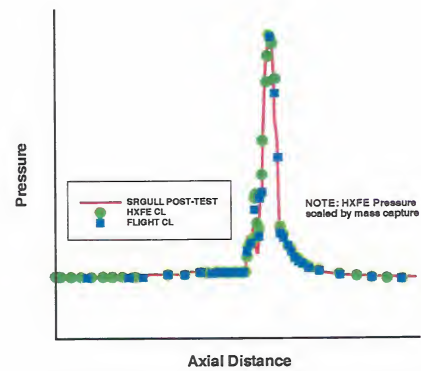 Pressure
SRGULL POST-TEST
HXFE CL
FLIGHT CL
NOTE: HXFE Pressure
scaled by mass capture
Axial Distance